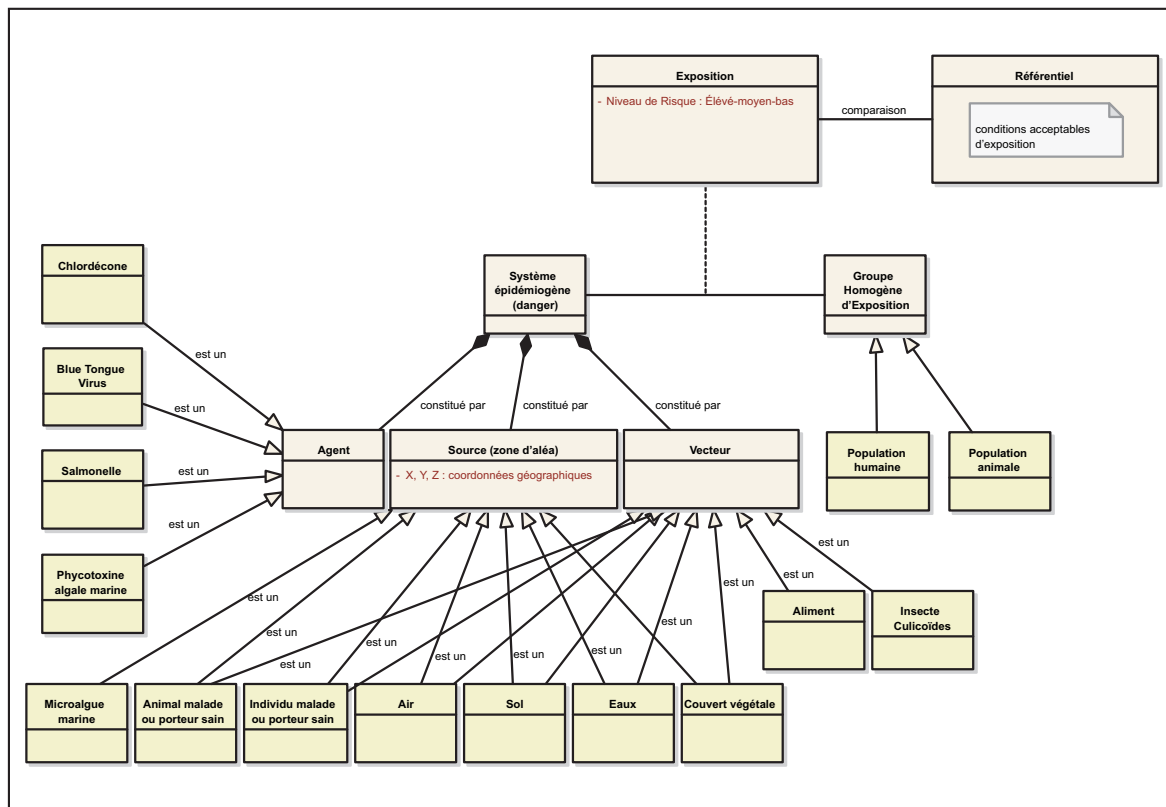 Exposition
- Niveau de Risque : Élévé-moyen-bas
comparaison
Référentiel
conditions acceptables
d'exposition
Chlordécone
Système
épidémiogène
(danger)
Groupe
Homogène
d'Exposition
est un
Blue Tongue
Virus
est un
constitué par
constitué par
constitué par
Salmonelle
est un
Agent
Source (zone d'aléa)
- X, Y, Z : coordonnées géographiques
Vecteur
Population
humaine
Population
animale
est un
Phycotoxine
algale marine
est un
est un
est un
est un
est un
est un
est un
est un
est un
est un
Aliment
Insecte
Culicoïdes
Microalgue
marine
Animal malade
ou porteur sain
Individu malade
ou porteur sain
Air
Sol
Eaux
Couvert végétale